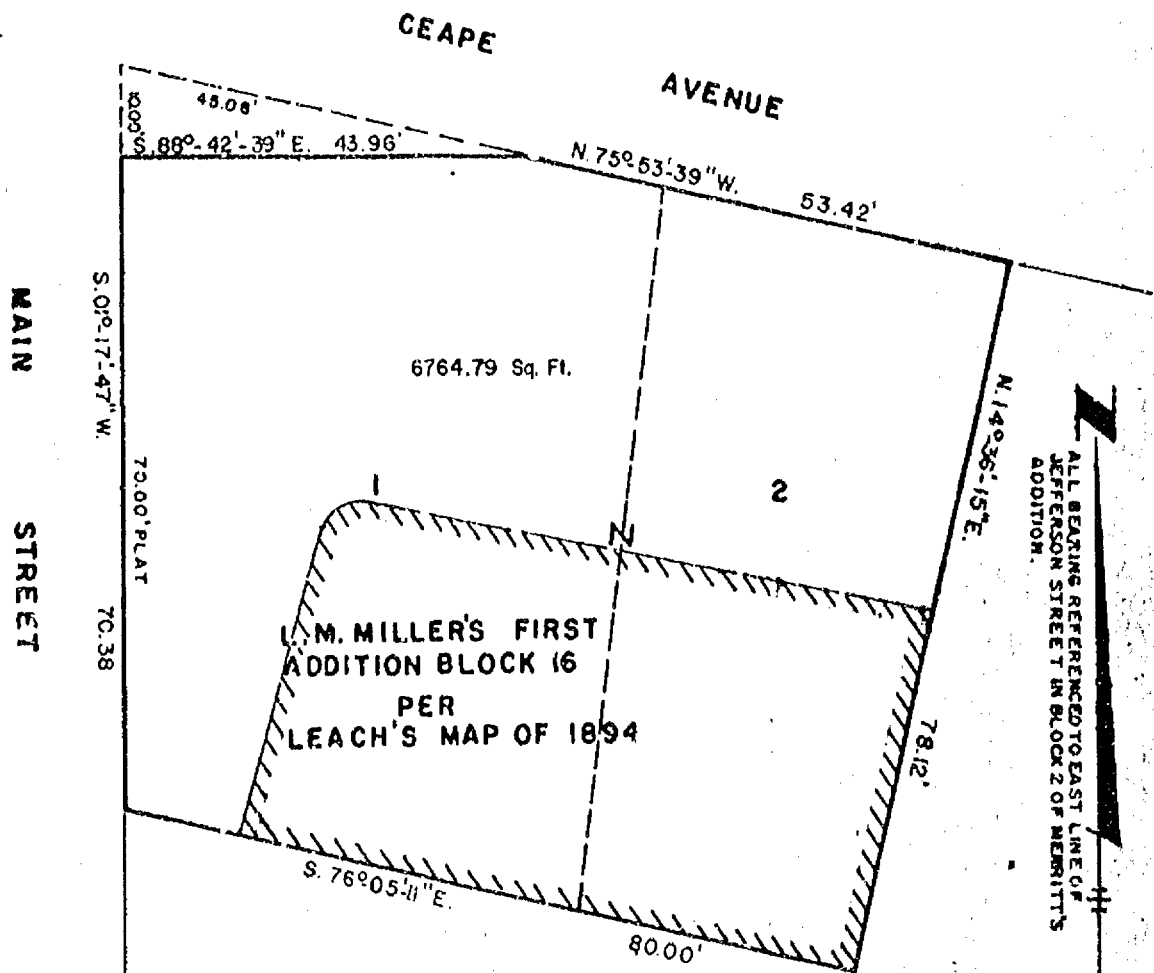 CEAPE
AVENUE
45.08'
10.00'
S. 88°-42'-39" E. 43.96'
N. 75°-53'-39" W.
53.42'
MAIN
STREET
S. 01°-17'-47" W.
70.00' PLAT
70.38
6764.79 Sq. Ft.
1
2
N. 14°-36'-15" E.
78.12'
ALL BEARING REFERENCED TO EAST LINE OF
JEFFERSON STREET IN BLOCK 2 OF MERRITT'S
ADDITION.
L. M. MILLER'S FIRST
ADDITION BLOCK 16
PER
LEACH'S MAP OF 1894
S. 76°05'-11" E.
80.00'